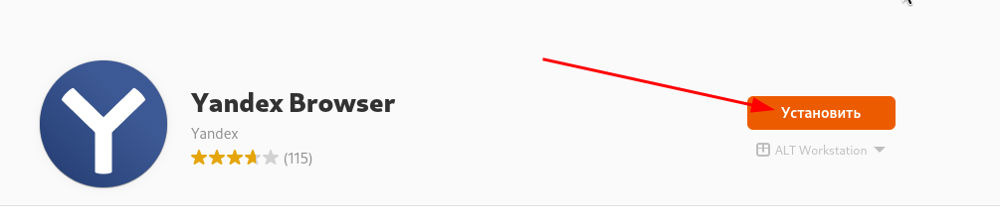 Yandex Browser
Yandex
(115)
Установить
ALT Workstation